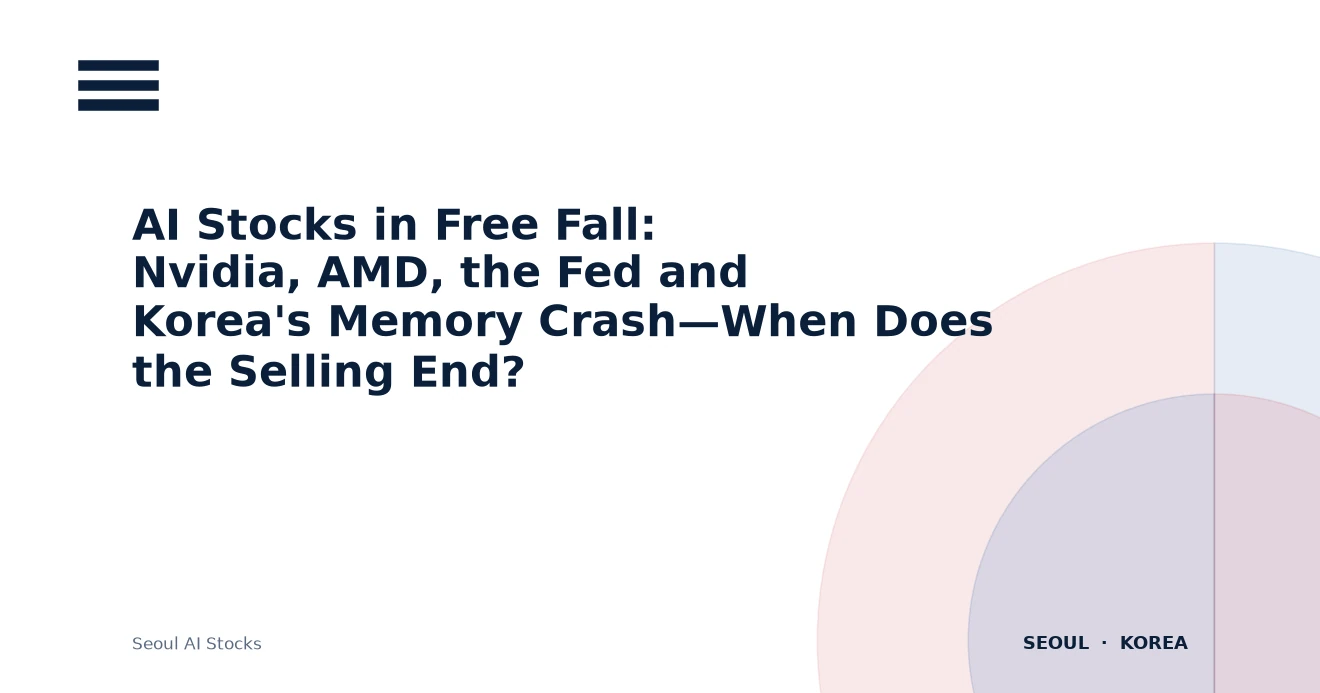 AI Stocks in Free Fall:
Nvidia, AMD, the Fed and
Korea's Memory Crash—When Does
the Selling End?
Seoul AI Stocks
SEOUL · KOREA